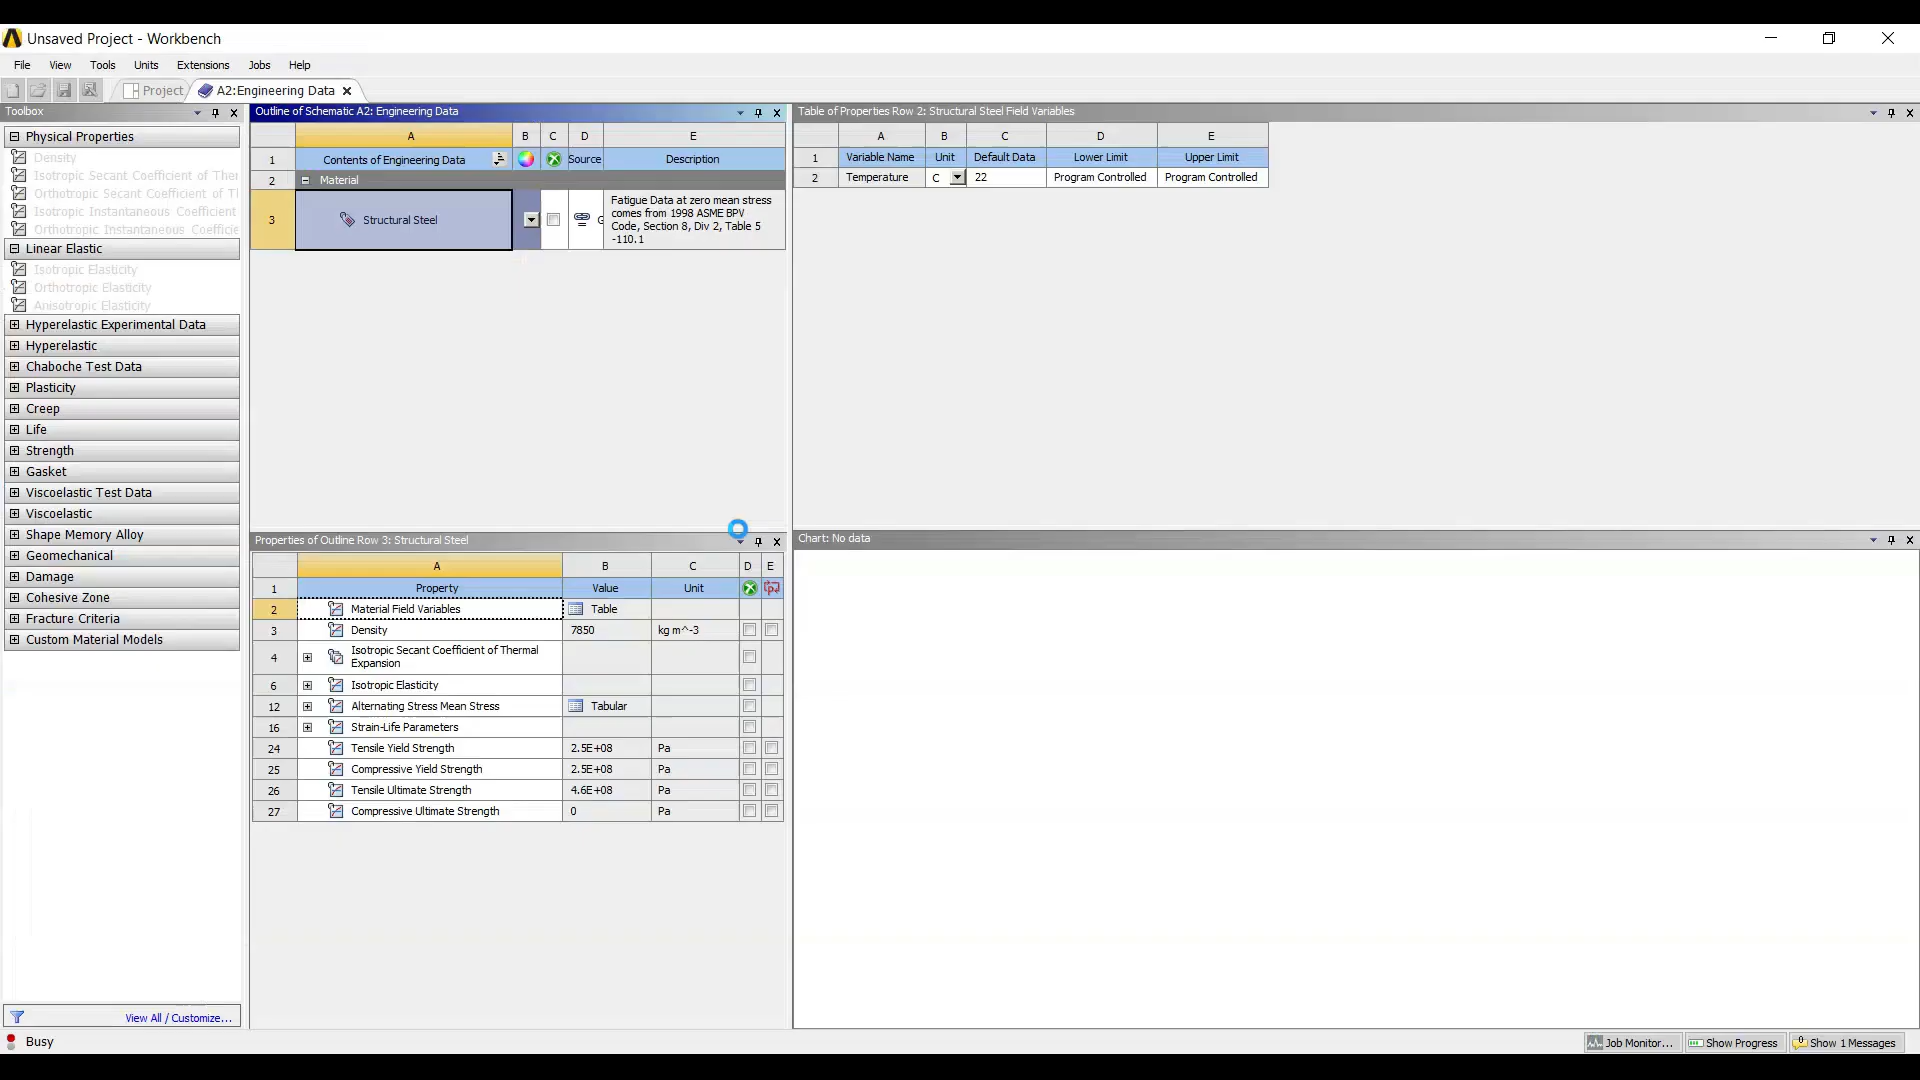 Unsaved Project - Workbench
File View Tools Units Extensions Jobs Help
Project A2:Engineering Data
Toolbox
Physical Properties
Density
Isotropic Secant Coefficient of Ther
Orthotropic Secant Coefficient of Tl
Isotropic Instantaneous Coefficient
Orthotropic Instantaneous Coefficie
Linear Elastic
Isotropic Elasticity
Orthotropic Elasticity
Anisotropic Elasticity
Hyperelastic Experimental Data
Hyperelastic
Chaboche Test Data
Plasticity
Creep
Life
Strength
Gasket
Viscoelastic Test Data
Viscoelastic
Shape Memory Alloy
Geomechanical
Damage
Cohesive Zone
Fracture Criteria
Custom Material Models
View All / Customize...
Outline of Schematic A2: Engineering Data
A B C D E
1 Contents of Engineering Data Source Description
2 Material
3 Structural Steel G Fatigue Data at zero mean stress
comes from 1998 ASME BPV
Code, Section 8, Div 2, Table 5
-110.1
Properties of Outline Row 3: Structural Steel
A B C D E
1 Property Value Unit
2 Material Field Variables Table
3 Density 7850 kg m^-3
4 Isotropic Secant Coefficient of Thermal
Expansion
6 Isotropic Elasticity
12 Alternating Stress Mean Stress Tabular
16 Strain-Life Parameters
24 Tensile Yield Strength 2.5E+08 Pa
25 Compressive Yield Strength 2.5E+08 Pa
26 Tensile Ultimate Strength 4.6E+08 Pa
27 Compressive Ultimate Strength 0 Pa
Table of Properties Row 2: Structural Steel Field Variables
A B C D E
1 Variable Name Unit Default Data Lower Limit Upper Limit
2 Temperature C 22 Program Controlled Program Controlled
Chart: No data
Busy
Job Monitor... Show Progress Show 1 Messages